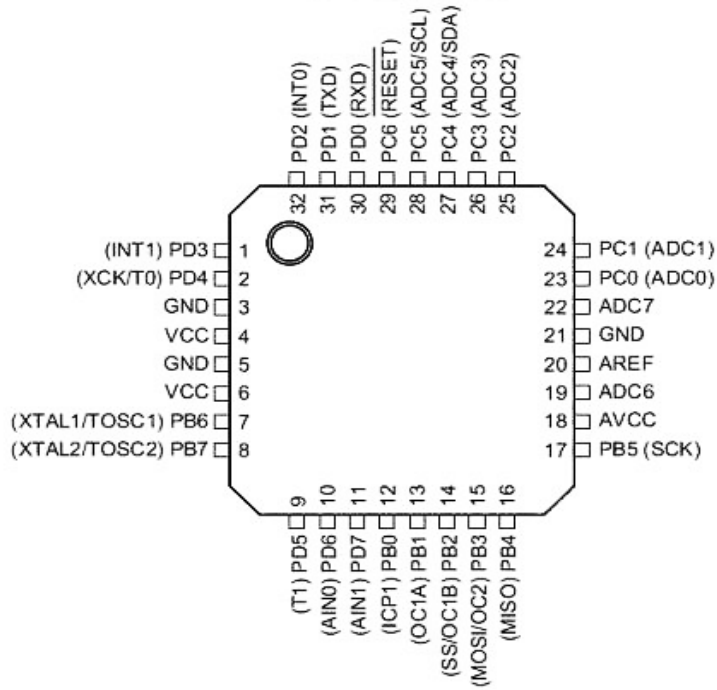 PD2 (INT0)
PD1 (TXD)
PD0 (RXD)
PC6 (RESET)
PC5 (ADC5/SCL)
PC4 (ADC4/SDA)
PC3 (ADC3)
PC2 (ADC2)
32
31
30
29
28
27
26
25
(INT1) PD3 1
(XCK/T0) PD4 2
GND 3
VCC 4
GND 5
VCC 6
(XTAL1/TOSC1) PB6 7
(XTAL2/TOSC2) PB7 8
24 PC1 (ADC1)
23 PC0 (ADC0)
22 ADC7
21 GND
20 AREF
19 ADC6
18 AVCC
17 PB5 (SCK)
9
10
11
12
13
14
15
16
(T1) PD5
(AIN0) PD6
(AIN1) PD7
(ICP1) PB0
(OC1A) PB1
(SS/OC1B) PB2
(MOSI/OC2) PB3
(MISO) PB4